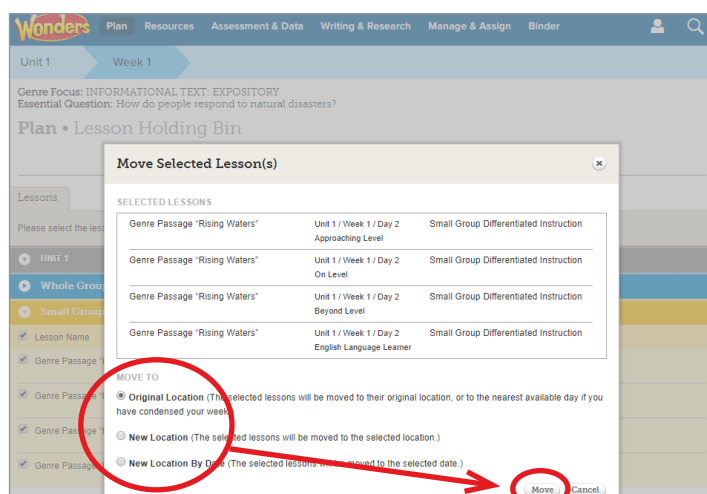 Wonders Plan Resources Assessment & Data Writing & Research Manage & Assign Binder
Unit 1 Week 1
Genre Focus: INFORMATIONAL TEXT: EXPOSITORY
Essential Question: How do people respond to natural disasters?
Plan • Lesson Holding Bin
Move Selected Lesson(s)
Lessons
SELECTED LESSONS
Please select the less
Genre Passage "Rising Waters" Unit 1 / Week 1 / Day 2 Small Group Differentiated Instruction
Approaching Level
Genre Passage "Rising Waters" Unit 1 / Week 1 / Day 2 Small Group Differentiated Instruction
On Level
UNIT 1
Whole Grou
Genre Passage "Rising Waters" Unit 1 / Week 1 / Day 2 Small Group Differentiated Instruction
Beyond Level
Small Group
Genre Passage "Rising Waters" Unit 1 / Week 1 / Day 2 Small Group Differentiated Instruction
English Language Learner
Lesson Name
Genre Passage "
Genre Passage "
Genre Passage "
Genre Passage
MOVE TO
Original Location (The selected lessons will be moved to their original location, or to the nearest available day if you
have condensed your week
New Location (The selected lessons will be moved to the selected location.)
New Location By Date (The selected lessons will be moved to the selected date.)
Move Cancel